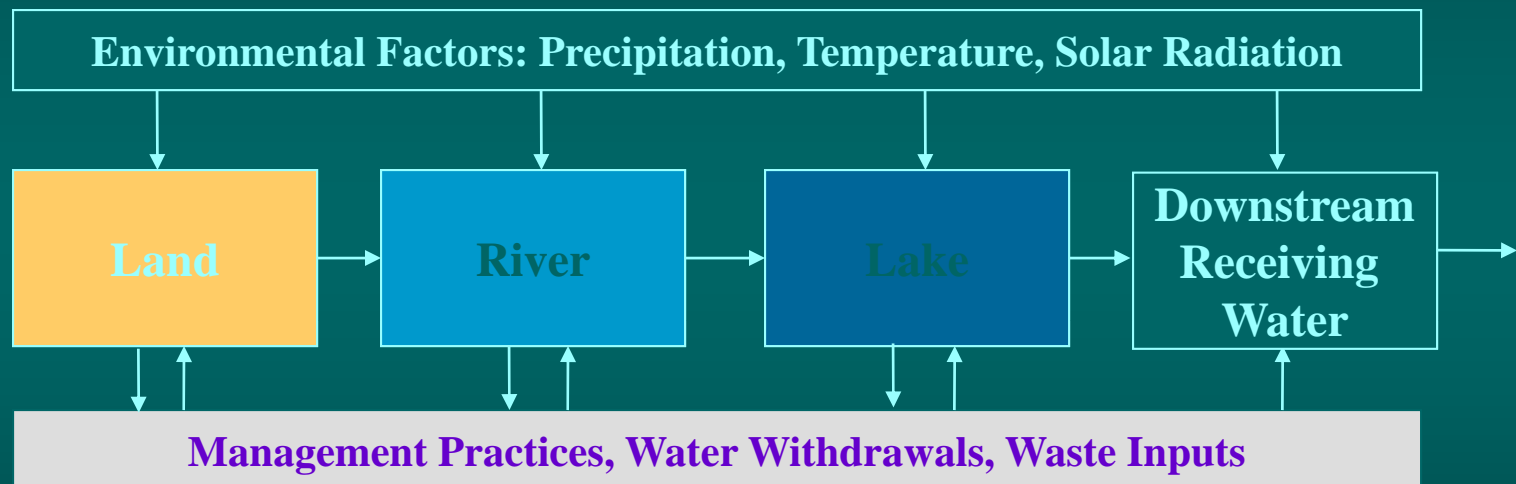 Environmental Factors: Precipitation, Temperature, Solar Radiation
Land
River
Lake
Downstream
Receiving
Water
Management Practices, Water Withdrawals, Waste Inputs